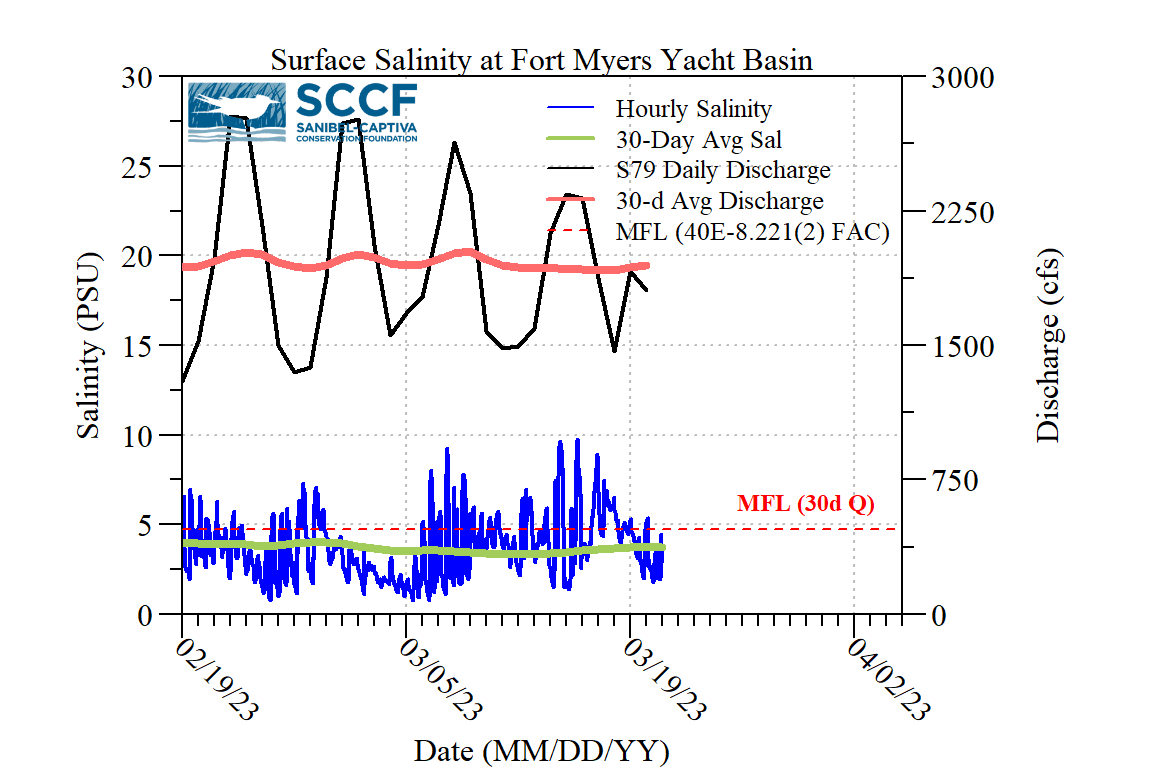 Surface Salinity at Fort Myers Yacht Basin
30
3000
SCCF
SANIBEL-CAPTIVA
CONSERVATION FOUNDATION
Hourly Salinity
30-Day Avg Sal
S79 Daily Discharge
30-d Avg Discharge
MFL (40E-8.221(2) FAC)
25
2250
20
Salinity (PSU)
Discharge (cfs)
15
1500
10
750
MFL (30d Q)
5
0
0
02/19/23
03/05/23
03/19/23
04/02/23
Date (MM/DD/YY)